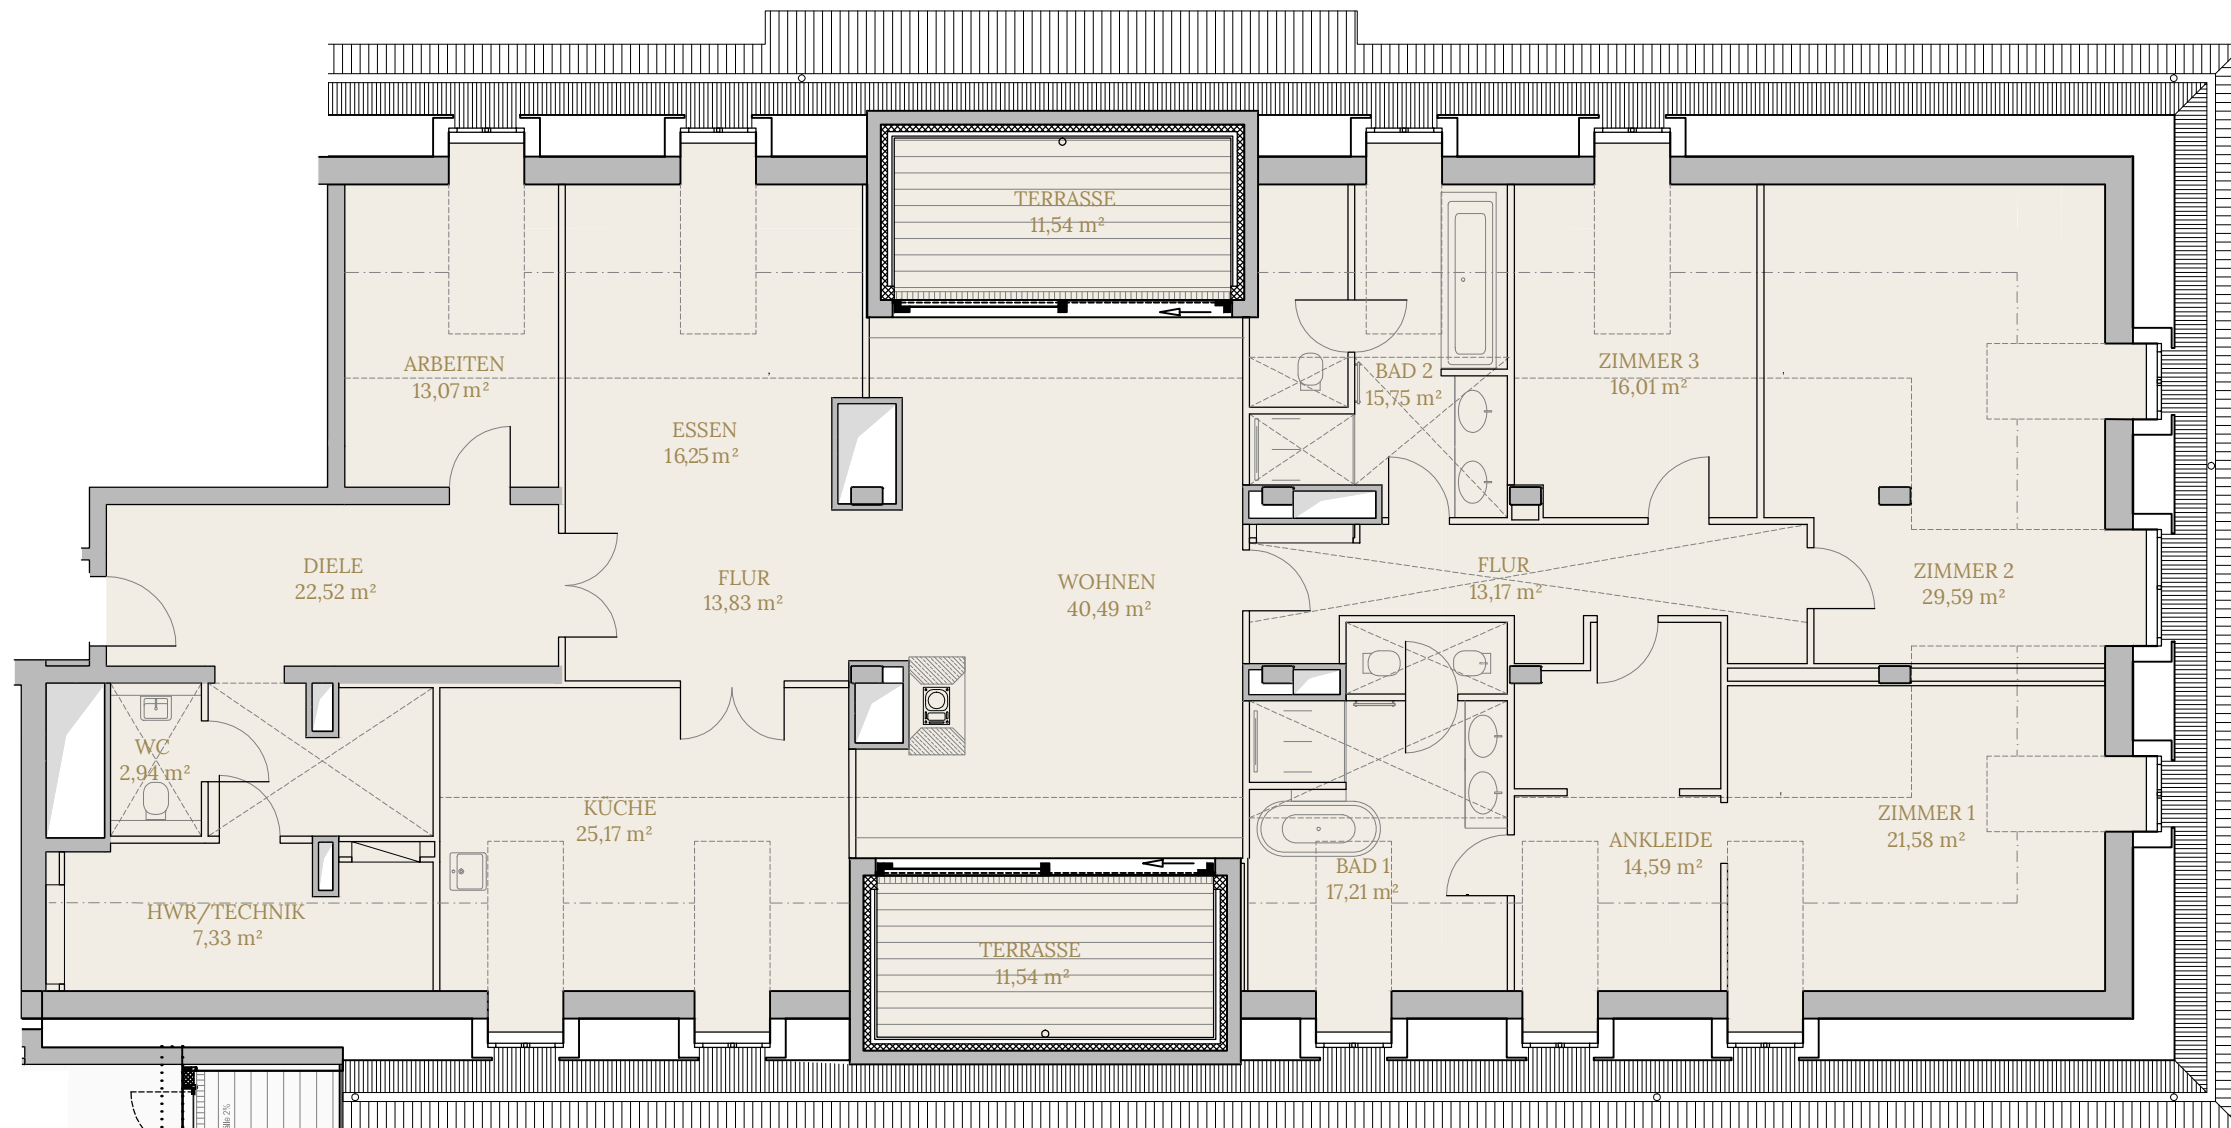 TERRASSE
11,54 m²
ARBEITEN
13,07 m²
ESSEN
16,25 m²
BAD 2
15,75 m²
ZIMMER 3
16,01 m²
DIELE
22,52 m²
FLUR
13,83 m²
WOHNEN
40,49 m²
FLUR
13,17 m²
ZIMMER 2
29,59 m²
WC
2,94 m²
KÜCHE
25,17 m²
BAD 1
17,21 m²
ANKLEIDE
14,59 m²
ZIMMER 1
21,58 m²
HWR/TECHNIK
7,33 m²
TERRASSE
11,54 m²
2%